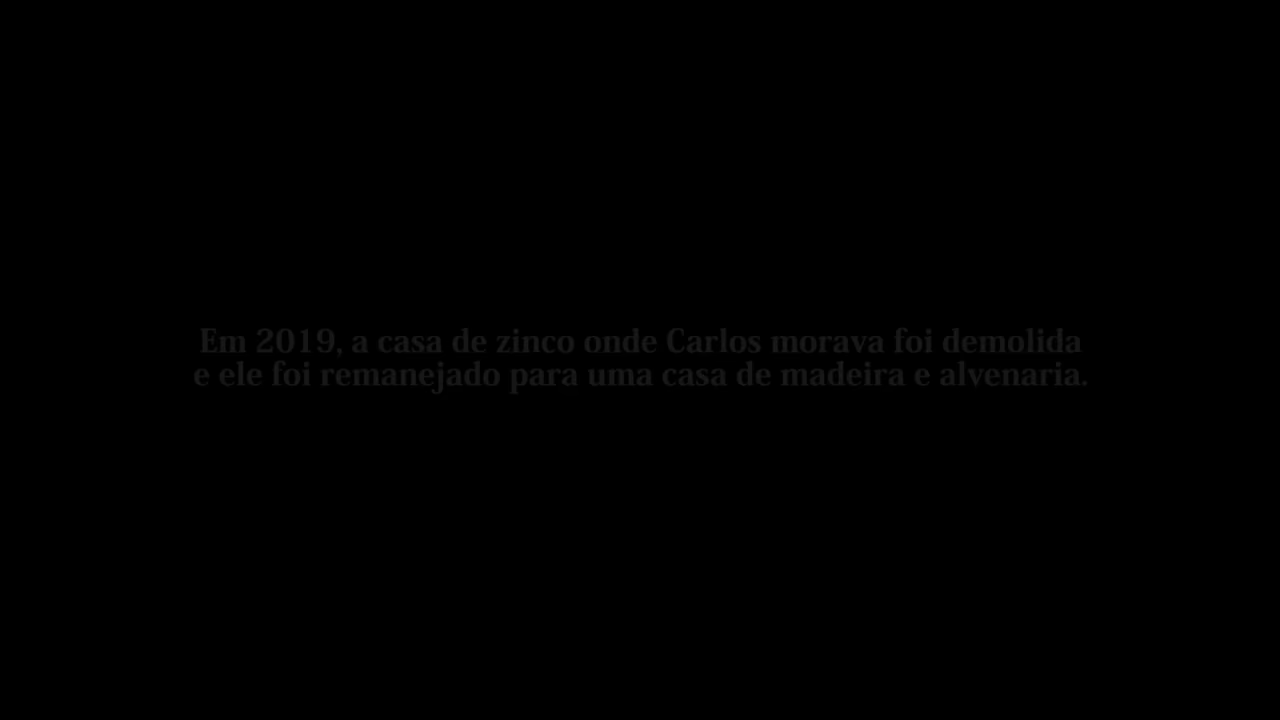 Em 2019, a casa de zinco onde Carlos morava foi demolida
e ele foi remanejado para uma casa de madeira e alvenaria.